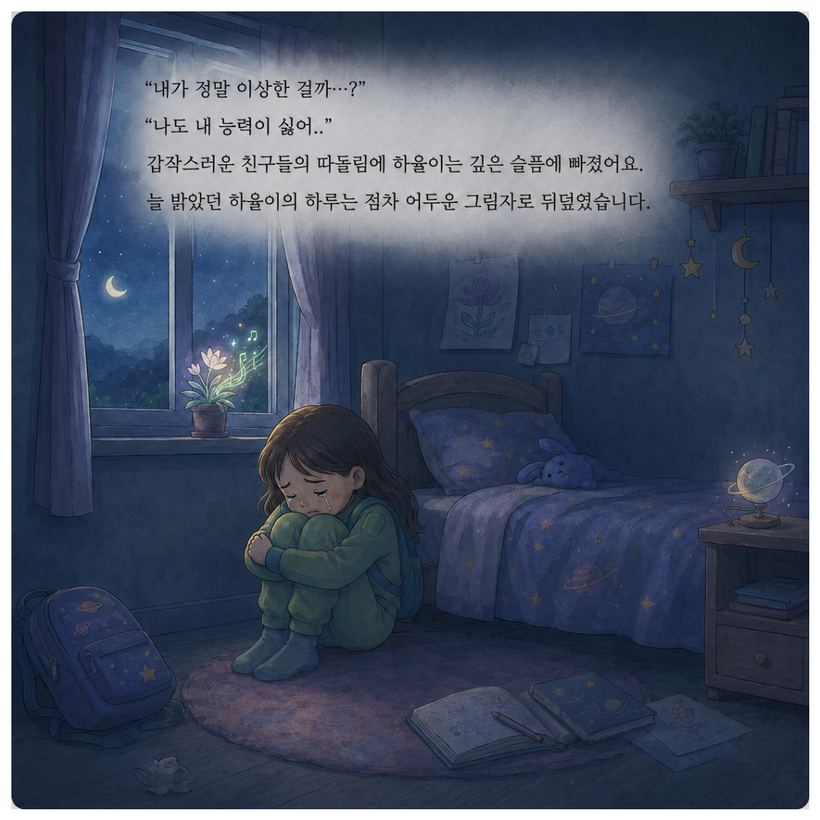 “내가 정말 이상한 걸까…?”
“나도 내 능력이 싫어..”
갑작스러운 친구들의 따돌림에 하율이는 깊은 슬픔에 빠졌어요.
늘 밝았던 하율이의 하루는 점차 어두운 그림자로 뒤덮였습니다.